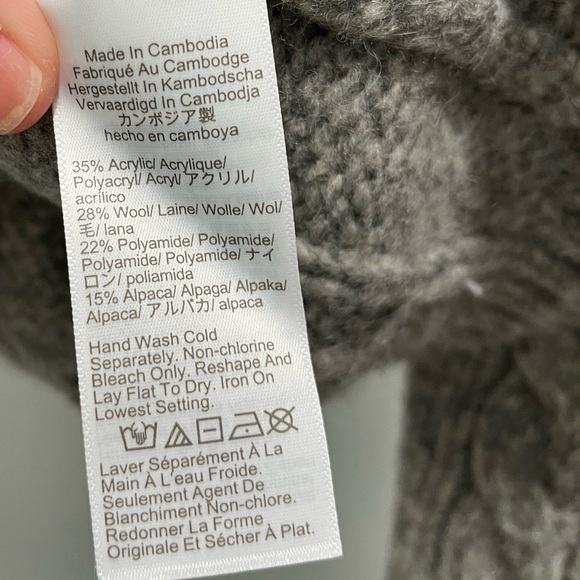 Made In Cambodia
Fabriqué Au Cambodge
Hergestellt In Kambodscha
Vervaardigd In Cambodja
カンボジア製
hecho en camboya
35% Acrylic/ Acrylique/
Polyacryl/ Acryl/ アクリル/
acrílico
28% Wool/ Laine/ Wolle/ Wol/
毛/ lana
22% Polyamide/ Polyamide/
Polyamide/ Polyamide/ ナイ
ロン/ poliamida
15% Alpaca/ Alpaga/ Alpaka/
Alpaca/ アルパカ/ alpaca
Hand Wash Cold
Separately. Non-chlorine
Bleach Only. Reshape And
Lay Flat To Dry. Iron On
Lowest Setting.
Laver Séparément À La
Main À L'eau Froide.
Seulement Agent De
Blanchiment Non-chlore.
Redonner La Forme
Originale Et Sécher À Plat.